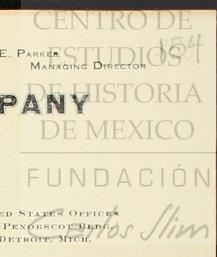 CENTRO DE
154
ESTUDIOS
E. PARKER
MANAGING DIRECTOR
DE HISTORIA
PANY
DE MEXICO
FUNDACIÓN
ED STATES OFFICES
PENOBSCOT BLDG.
DETROIT, MICH.
Carlos Slim